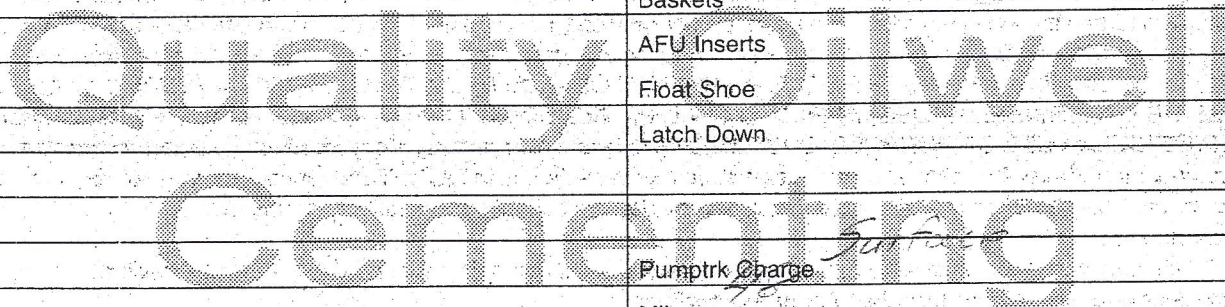 Baskets
AFU Inserts
Quality Oilwell
Float Shoe
Latch Down
Cementing
Surface
Pumptrk Charge